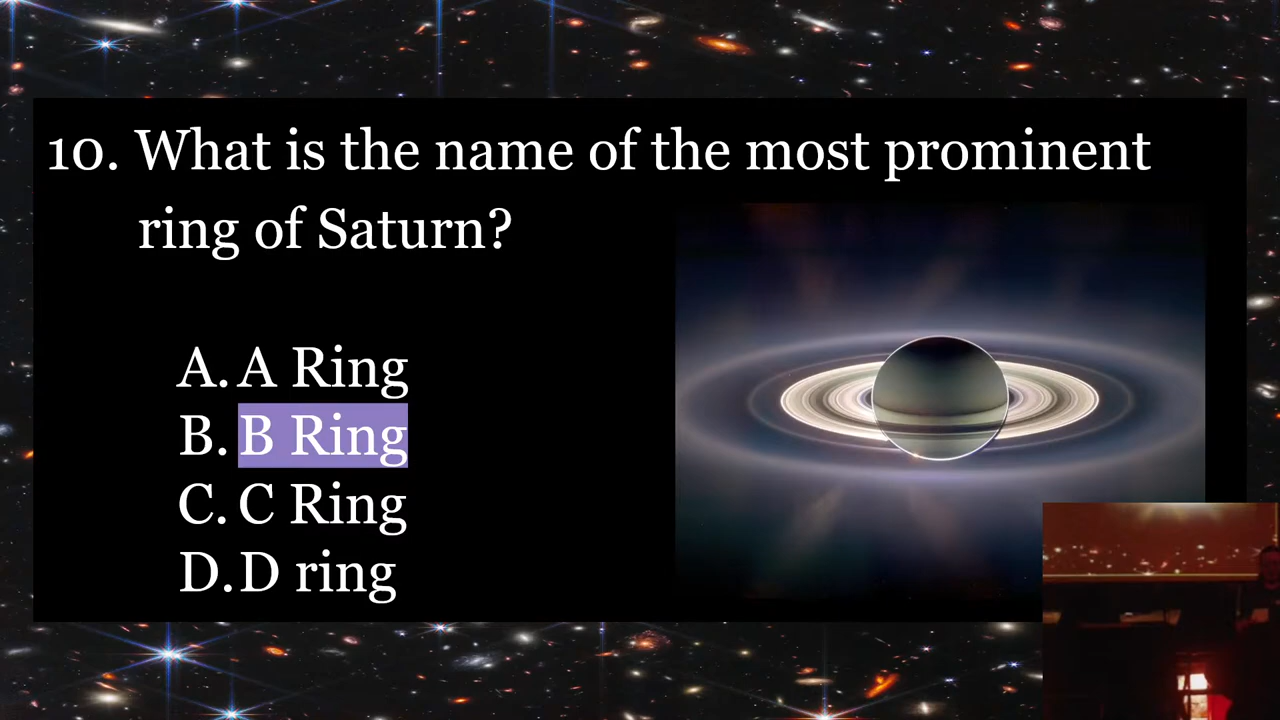 10. What is the name of the most prominent
ring of Saturn?
A. A Ring
B. B Ring
C. C Ring
D. D ring